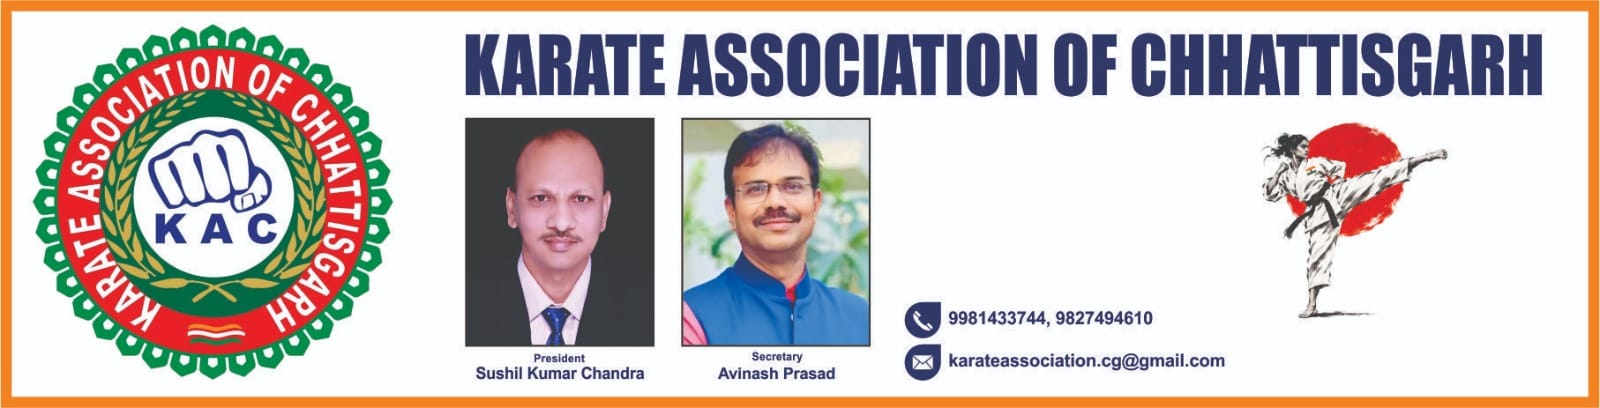 KARATE ASSOCIATION OF CHHATTISGARH
KARATE ASSOCIATION OF CHHATTISGARH
KAC
President
Sushil Kumar Chandra
Secretary
Avinash Prasad
9981433744, 9827494610
karateassociation.cg@gmail.com